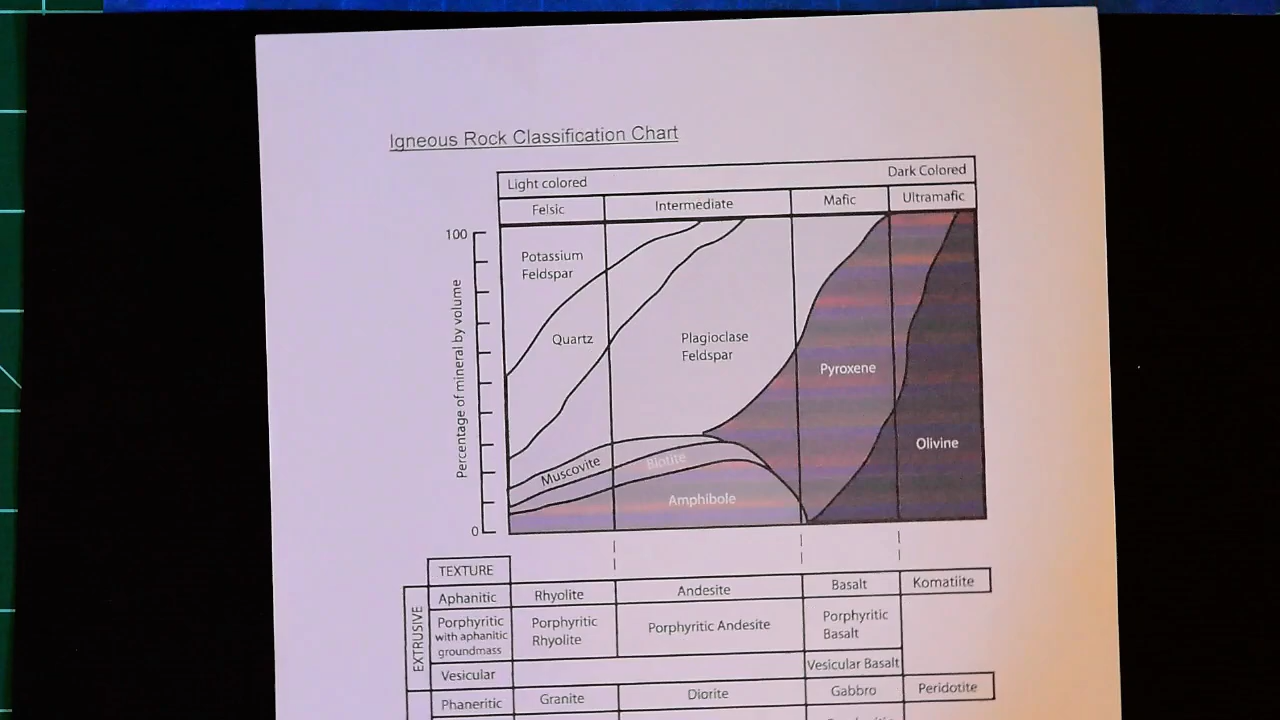 Igneous Rock Classification Chart
Light colored
Dark Colored
Felsic
Intermediate
Mafic
Ultramafic
100
Percentage of mineral by volume
0
Potassium
Feldspar
Quartz
Plagioclase
Feldspar
Pyroxene
Olivine
Muscovite
Biotite
Amphibole
TEXTURE
EXTRUSIVE
Aphanitic
Rhyolite
Andesite
Basalt
Komatiite
Porphyritic
with aphanitic
groundmass
Porphyritic
Rhyolite
Porphyritic Andesite
Porphyritic
Basalt
Vesicular
Vesicular Basalt
Phaneritic
Granite
Diorite
Gabbro
Peridotite